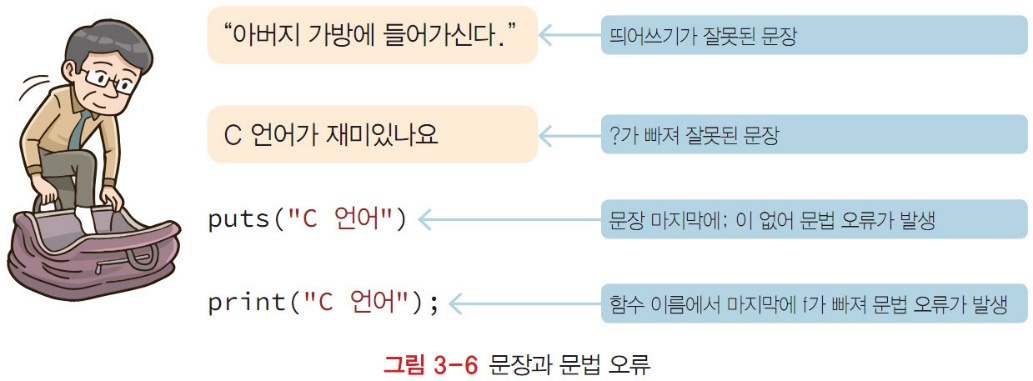 “아버지 가방에 들어가신다.” 띄어쓰기가 잘못된 문장
C 언어가 재미있나요 ?가 빠져 잘못된 문장
puts("C 언어") 문장 마지막에; 이 없어 문법 오류가 발생
print("C 언어"); 함수 이름에서 마지막에 f가 빠져 문법 오류가 발생
그림 3-6 문장과 문법 오류